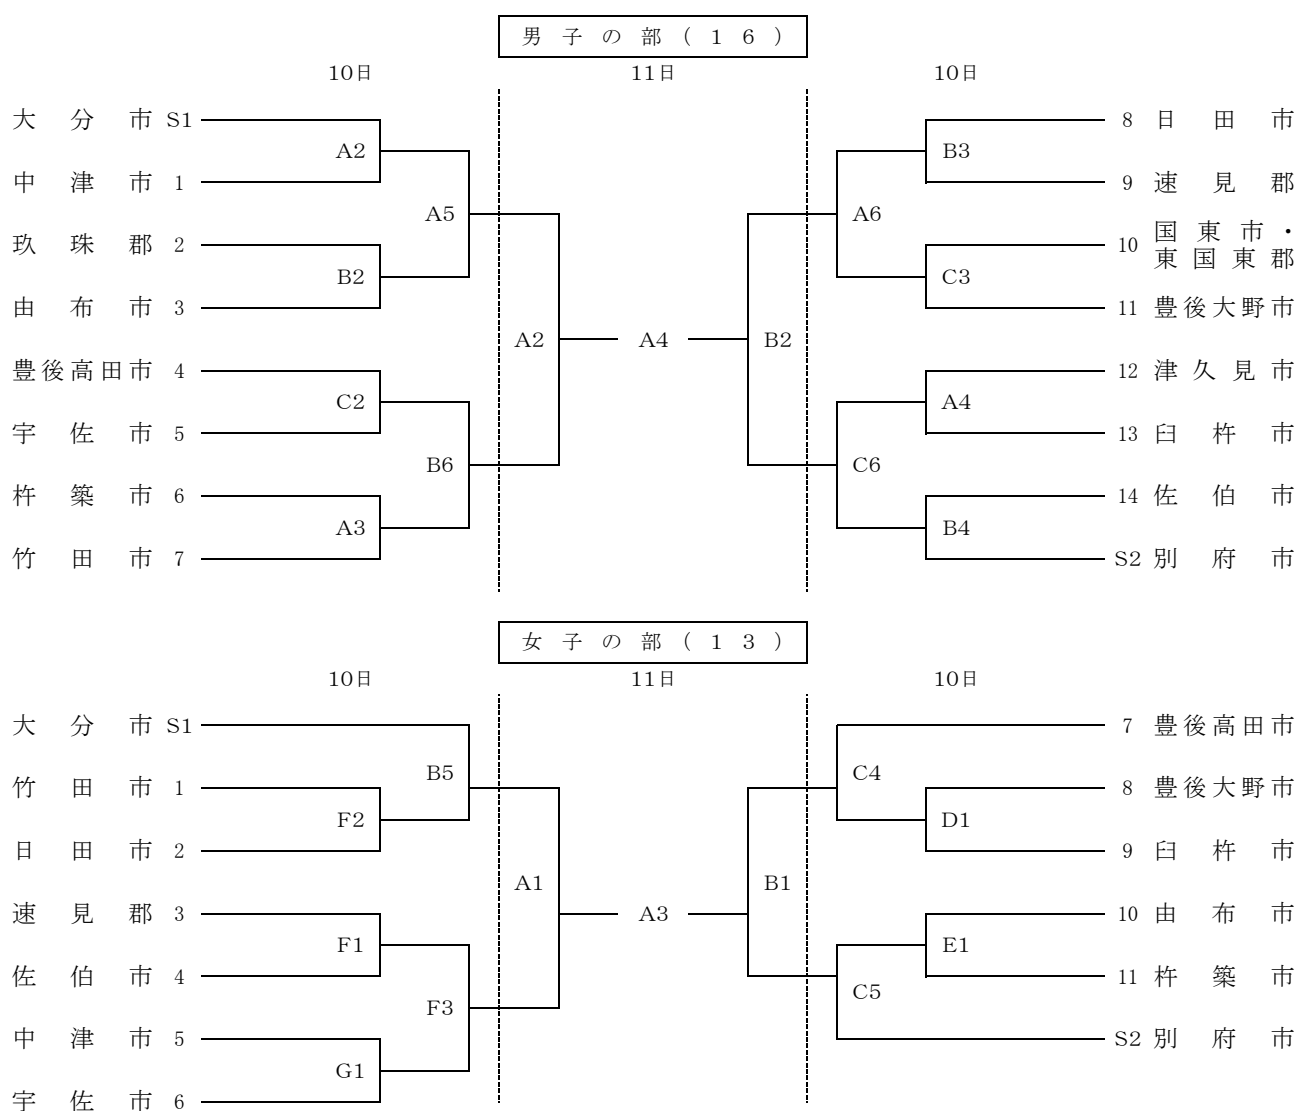 男子の部(16)
10日 11日 10日
大分市 S1 8 日田市
A2 B3
中津市 1 9 速見郡
A5 A6
玖珠郡 2 10 国東市・
東国東郡
B2 C3
由布市 3 11 豊後大野市
A2 A4 B2
豊後高田市 4 12 津久見市
C2 A4
宇佐市 5 13 臼杵市
B6 C6
杵築市 6 14 佐伯市
A3 B4
竹田市 7 S2 別府市
女子の部(13)
10日 11日 10日
大分市 S1 7 豊後高田市
B5 C4
竹田市 1 8 豊後大野市
F2 D1
日田市 2 9 臼杵市
A1 B1
速見郡 3 A3 10 由布市
F1 E1
佐伯市 4 11 杵築市
F3 C5
中津市 5 S2 別府市
G1
宇佐市 6